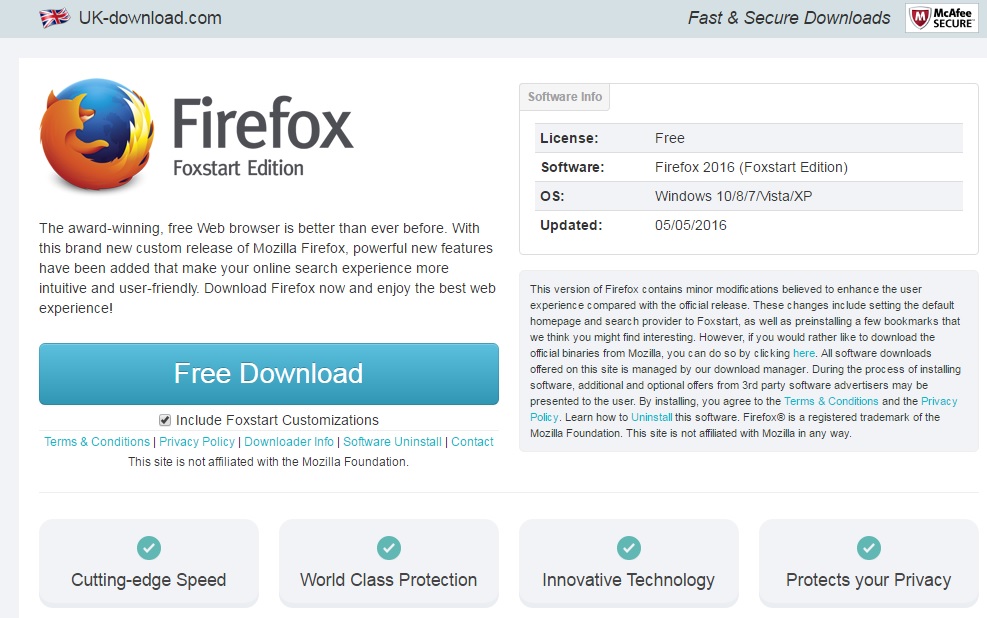 UK-download.com
Fast & Secure Downloads
McAfee
SECURE
Firefox
Foxstart Edition
The award-winning, free Web browser is better than ever before. With
this brand new custom release of Mozilla Firefox, powerful new features
have been added that make your online search experience more
intuitive and user-friendly. Download Firefox now and enjoy the best web
experience!
Free Download
Include Foxstart Customizations
Terms & Conditions | Privacy Policy | Downloader Info | Software Uninstall | Contact
This site is not affiliated with the Mozilla Foundation.
Software Info
License: Free
Software: Firefox 2016 (Foxstart Edition)
OS: Windows 10/8/7/Vista/XP
Updated: 05/05/2016
This version of Firefox contains minor modifications believed to enhance the user
experience compared with the official release. These changes include setting the default
homepage and search provider to Foxstart, as well as preinstalling a few bookmarks that
we think you might find interesting. However, if you would rather like to download the
official binaries from Mozilla, you can do so by clicking here. All software downloads
offered on this site is managed by our download manager. During the process of installing
software, additional and optional offers from 3rd party software advertisers may be
presented to the user. By installing, you agree to the Terms & Conditions and the Privacy
Policy. Learn how to Uninstall this software. Firefox® is a registered trademark of the
Mozilla Foundation. This site is not affiliated with Mozilla in any way.
Cutting-edge Speed
World Class Protection
Innovative Technology
Protects your Privacy